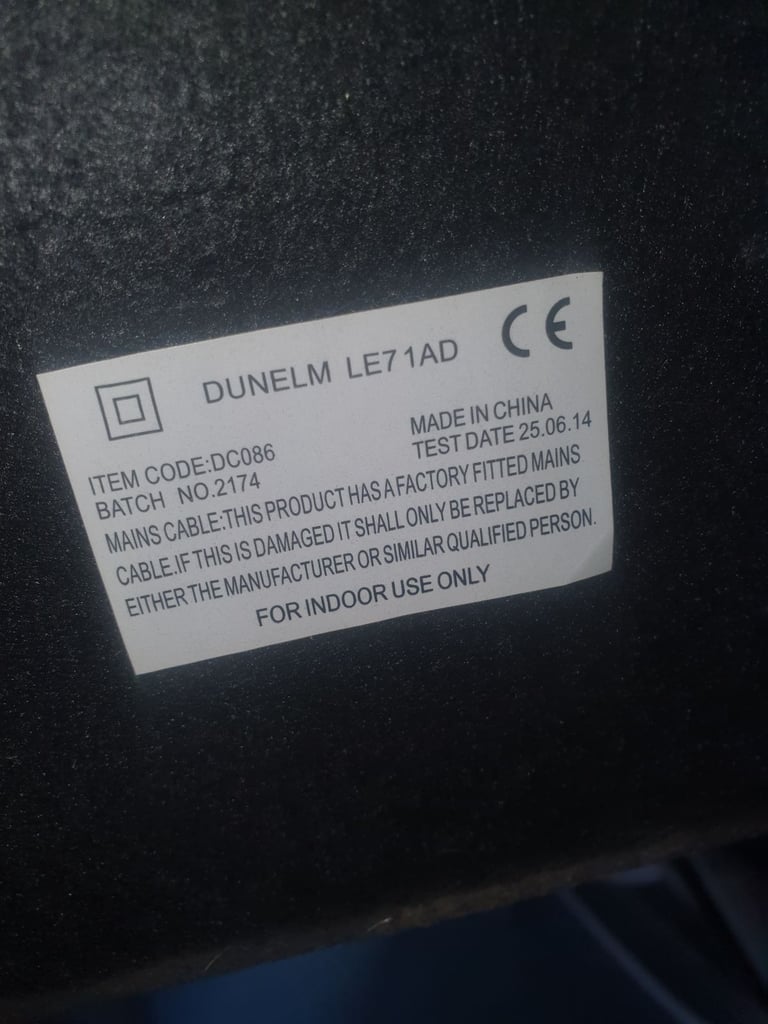 DUNELM LE7 1AD CE
ITEM CODE:DC086
BATCH NO.2174
MADE IN CHINA
TEST DATE 25.06.14
MAINS CABLE:THIS PRODUCT HAS A FACTORY FITTED MAINS
CABLE.IF THIS IS DAMAGED IT SHALL ONLY BE REPLACED BY
EITHER THE MANUFACTURER OR SIMILAR QUALIFIED PERSON.
FOR INDOOR USE ONLY